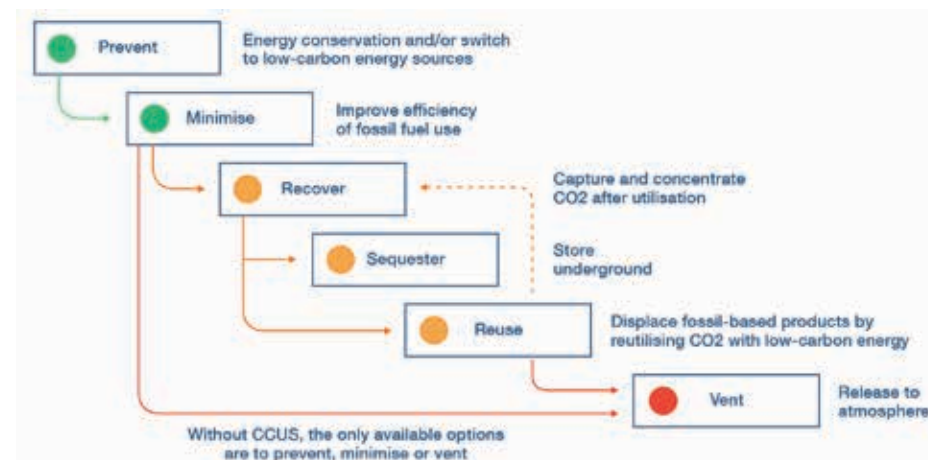 Prevent
Energy conservation and/or switch
to low-carbon energy sources
Minimise
Improve efficiency
of fossil fuel use
Recover
Capture and concentrate
CO2 after utilisation
Sequester
Store
underground
Reuse
Displace fossil-based products by
reutilising CO2 with low-carbon energy
Vent
Release to
atmosphere
Without CCUS, the only available options
are to prevent, minimise or vent